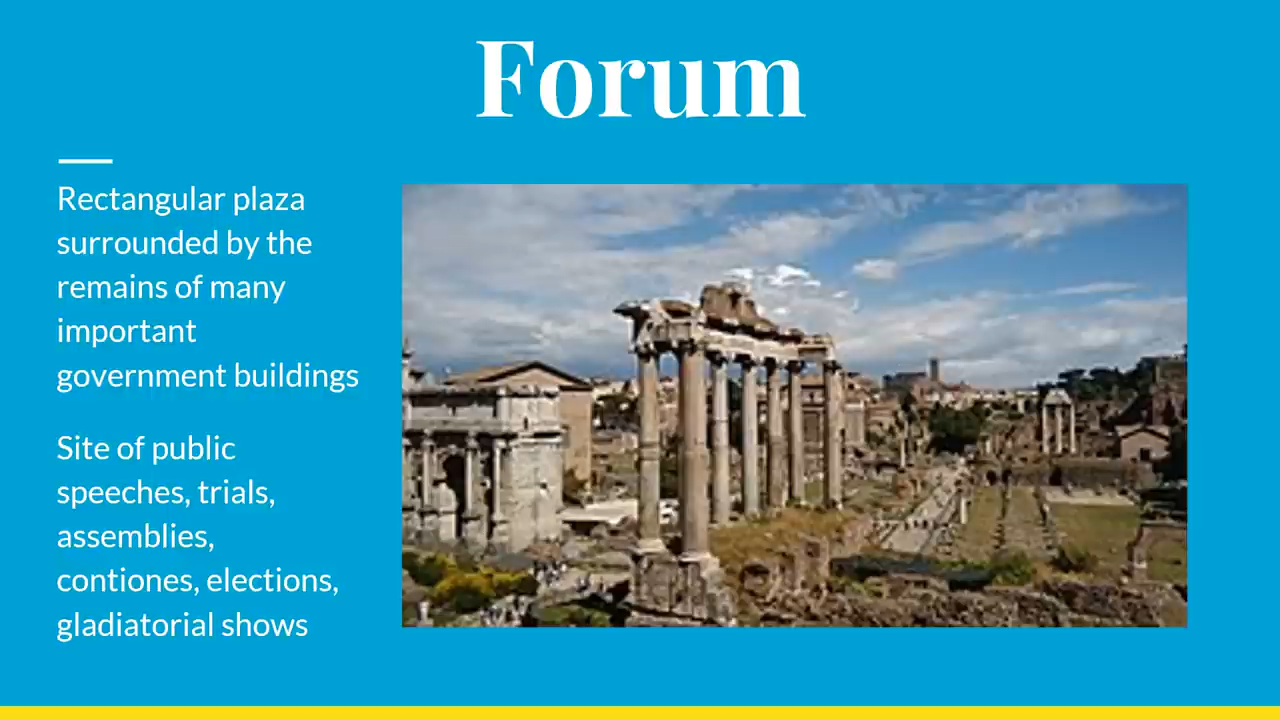 Forum
Rectangular plaza
surrounded by the
remains of many
important
government buildings
Site of public
speeches, trials,
assemblies,
contiones, elections,
gladiatorial shows